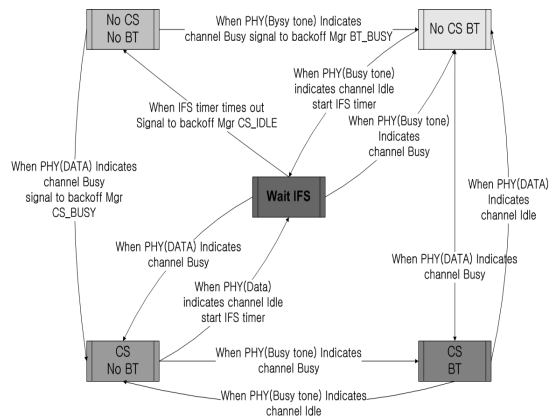 No CS
No BT
When PHY(Bysy tone) Indicates
channel Busy signal to backoff Mgr BT_BUSY
No CS BT
When PHY(Busy tone)
indicates channel Idle
start IFS timer
When IFS timer times out
Signal to backoff Mgr CS_IDLE
When PHY(Busy tone)
Indicates
channel Busy
When PHY(DATA) Indicates
channel Busy
signal to backoff Mgr
CS_BUSY
Wait IFS
When PHY(DATA)
Indicates
channel Idle
When PHY(DATA) Indicates
channel Busy
When PHY(DATA) Indicates
channel Busy
When PHY(Data)
indicates channel Idle
start IFS timer
CS
No BT
When PHY(Busy tone) Indicates
channel Busy
CS
BT
When PHY(Busy tone) Indicates
channel Idle